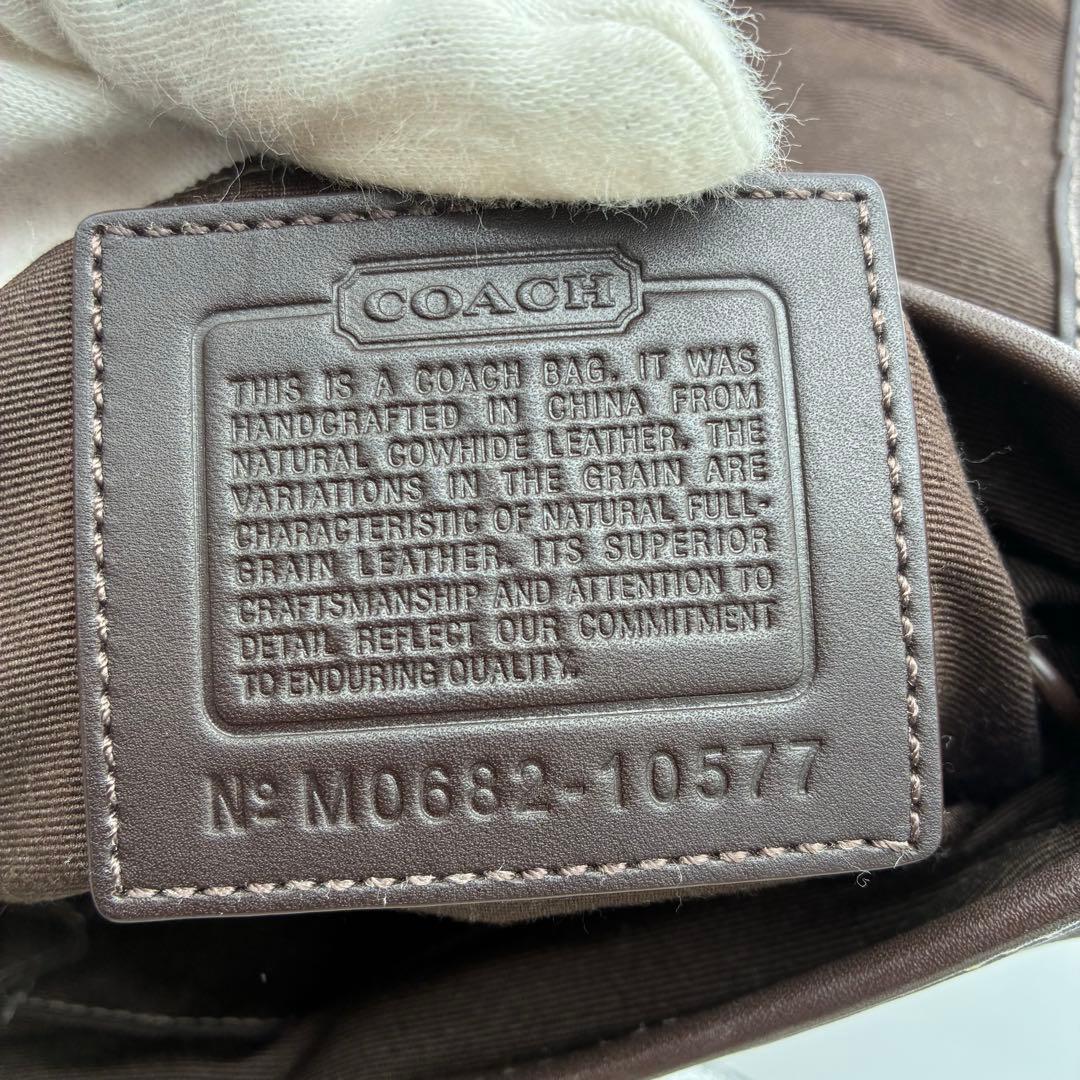 COACH
THIS IS A COACH BAG. IT WAS
HANDCRAFTED IN CHINA FROM
NATURAL COWHIDE LEATHER. THE
VARIATIONS IN THE GRAIN ARE
CHARACTERISTIC OF NATURAL FULL-
GRAIN LEATHER. ITS SUPERIOR
CRAFTSMANSHIP AND ATTENTION TO
DETAIL REFLECT OUR COMMITMENT
TO ENDURING QUALITY.
Nº M0682-10577